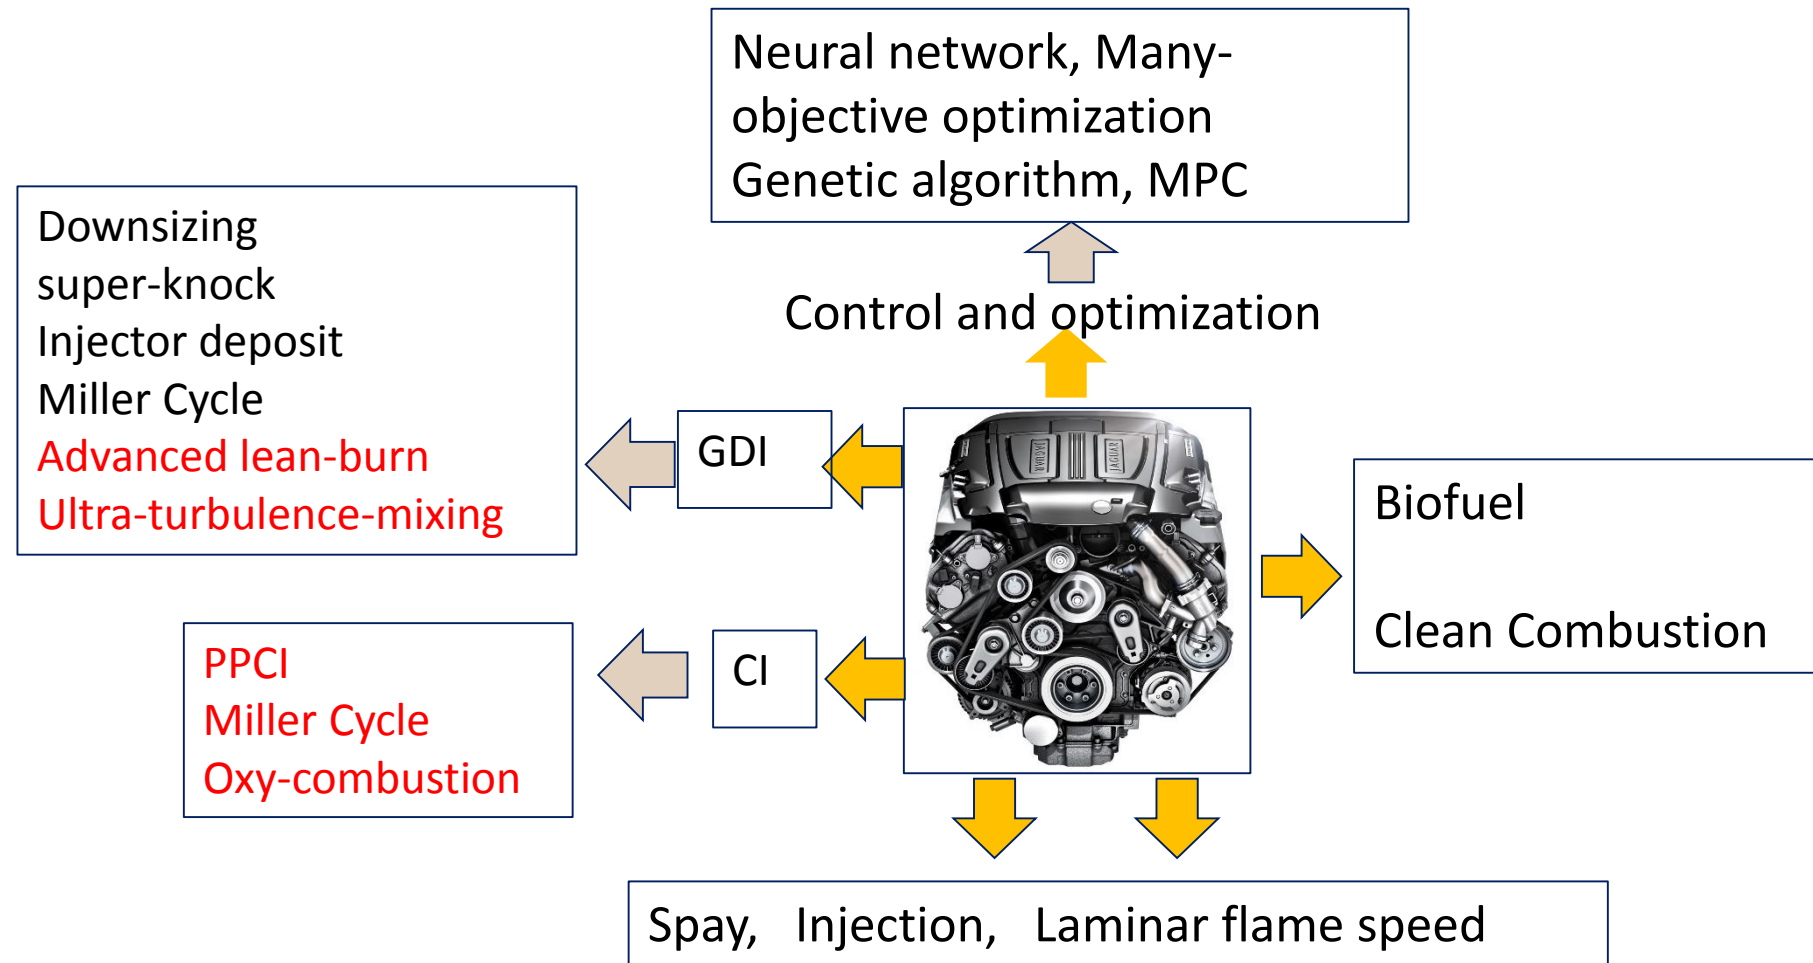 Neural network, Many-
objective optimization
Genetic algorithm, MPC
Control and optimization
Downsizing
super-knock
Injector deposit
Miller Cycle
Advanced lean-burn
Ultra-turbulence-mixing
GDI
PPCI
Miller Cycle
Oxy-combustion
CI
JAGUAR
JAGUAR
Biofuel
Clean Combustion
Spay, Injection, Laminar flame speed